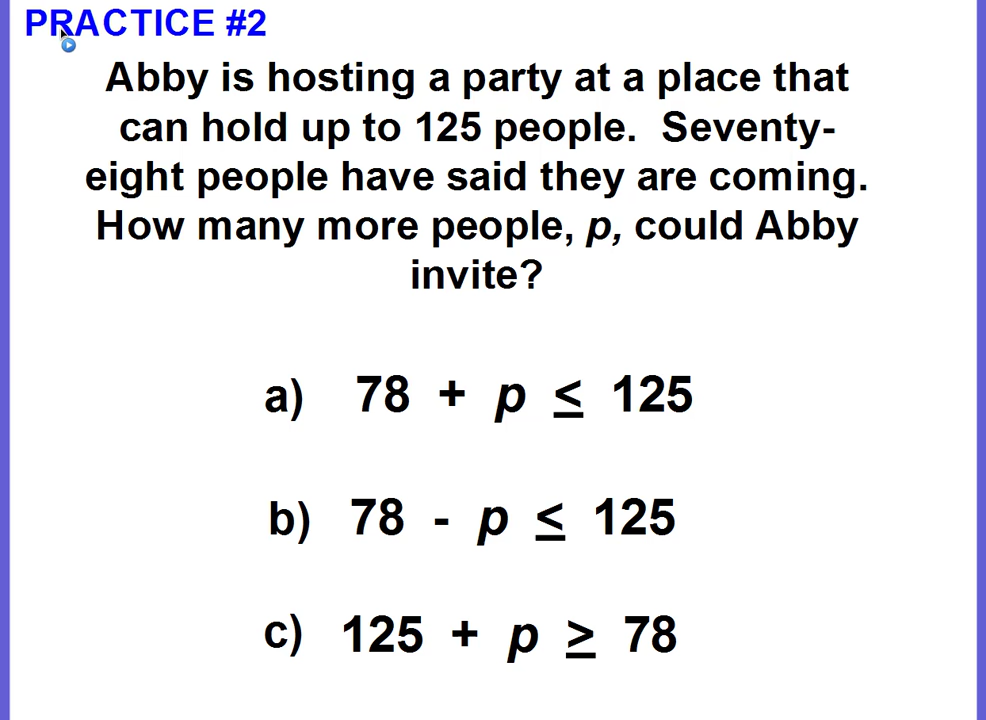 PRACTICE #2
Abby is hosting a party at a place that
can hold up to 125 people.  Seventy-
eight people have said they are coming.
How many more people, p, could Abby
invite?
a) 78 + p ≤ 125
b) 78 - p ≤ 125
c) 125 + p ≥ 78